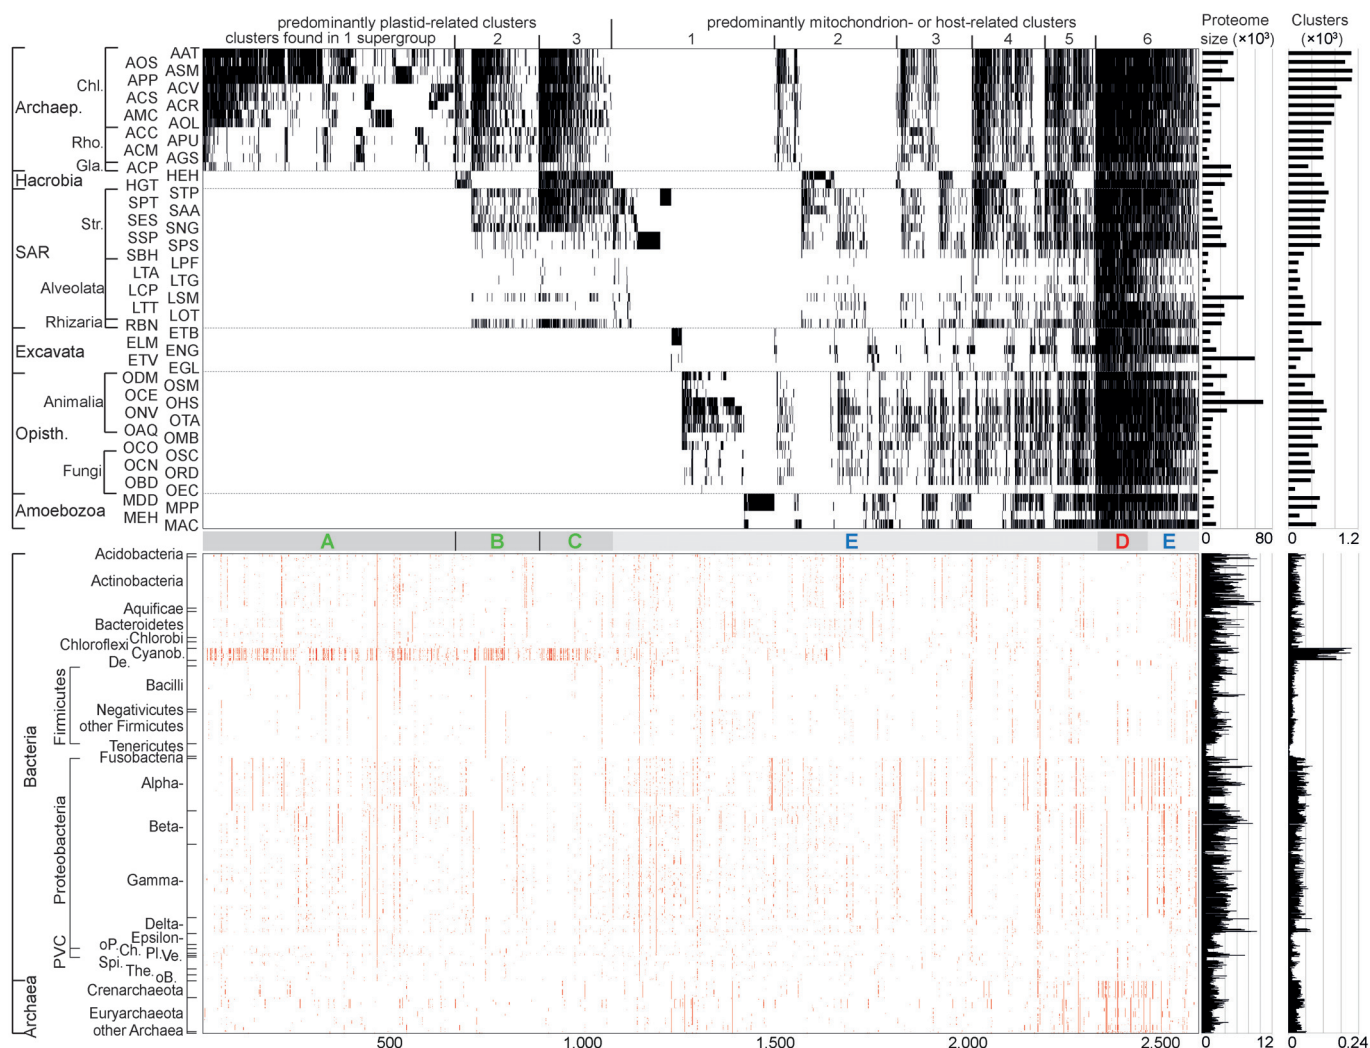 predominantly plastid-related clusters
predominantly mitochondrion- or host-related clusters
Proteome size (×10³)
Clusters (×10³)
clusters found in 1 supergroup
2
3
1
2
3
4
5
6
Archaep.
Chl.
Rho.
Gla.
Hacrobia
SAR
Str.
Alveolata
Rhizaria
Excavata
Opisth.
Animalia
Fungi
Amoebozoa
AAT
AOS
ASM
APP
ACV
ACS
ACR
AMC
AOL
ACC
APU
ACM
AGS
ACP
HEH
HGT
STP
SPT
SAA
SES
SNG
SSP
SPS
SBH
LPF
LTA
LTG
LCP
LSM
LTT
LOT
RBN
ETB
ELM
ENG
ETV
EGL
ODM
OSM
OCE
OHS
ONV
OTA
OAQ
OMB
OCO
OSC
OCN
ORD
OBD
OEC
MDD
MPP
MEH
MAC
A
B
C
E
D
E
0
80
0
1.2
Bacteria
Firmicutes
Proteobacteria
PVC
Archaea
Acidobacteria
Actinobacteria
Aquificae
Bacteroidetes
Chlorobi
Chloroflexi
Cyanob.
De.
Bacilli
Negativicutes
other Firmicutes
Tenericutes
Fusobacteria
Alpha-
Beta-
Gamma-
Delta-
Epsilon-
oP.
Ch.
Pl.
Ve.
Spi.
The.
oB.
Crenarchaeota
Euryarchaeota
other Archaea
500
1.000
1.500
2.000
2.500
0
12
0
0.24